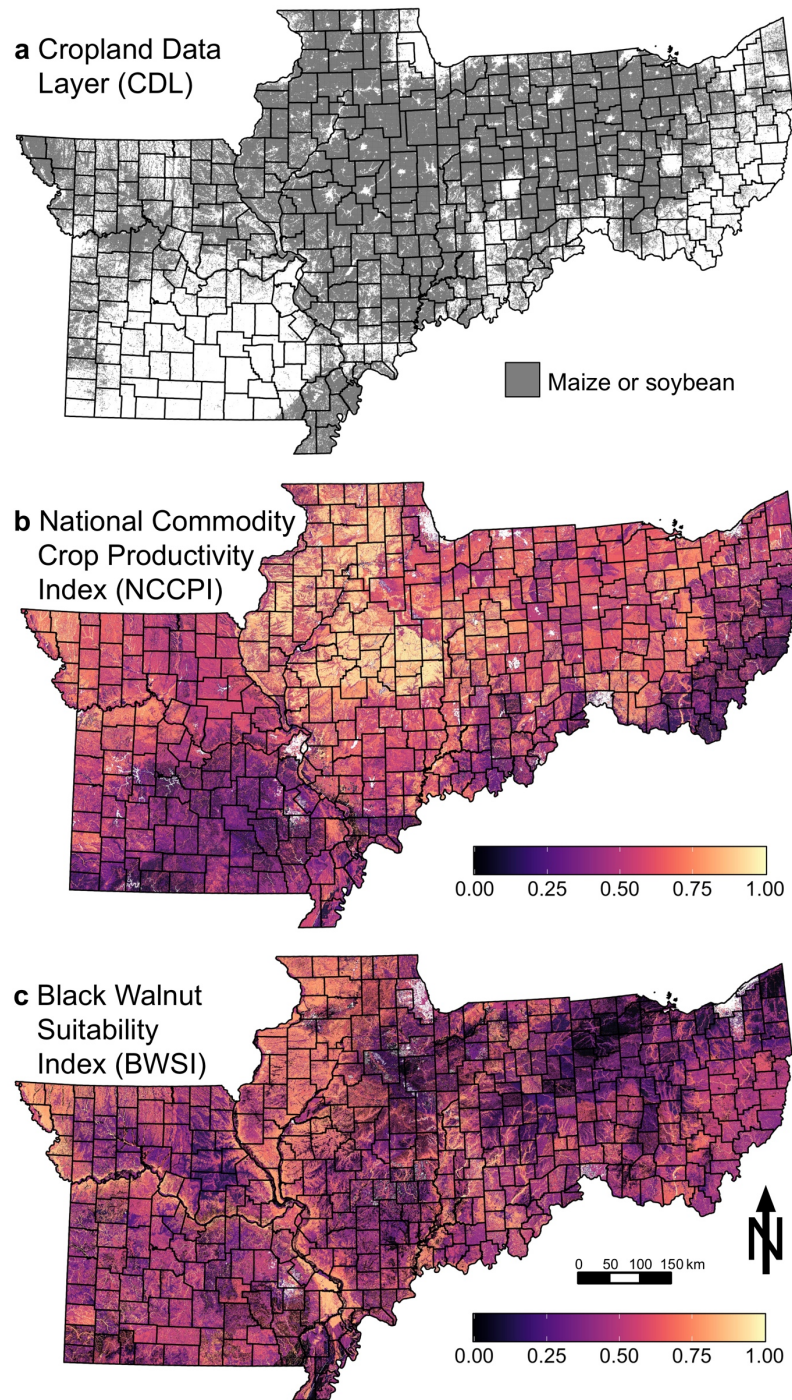 a Cropland Data
Layer (CDL)
Maize or soybean
b National Commodity
Crop Productivity
Index (NCCPI)
0.00 0.25 0.50 0.75 1.00
c Black Walnut
Suitability
Index (BWSI)
N
0 50 100 150 km
0.00 0.25 0.50 0.75 1.00